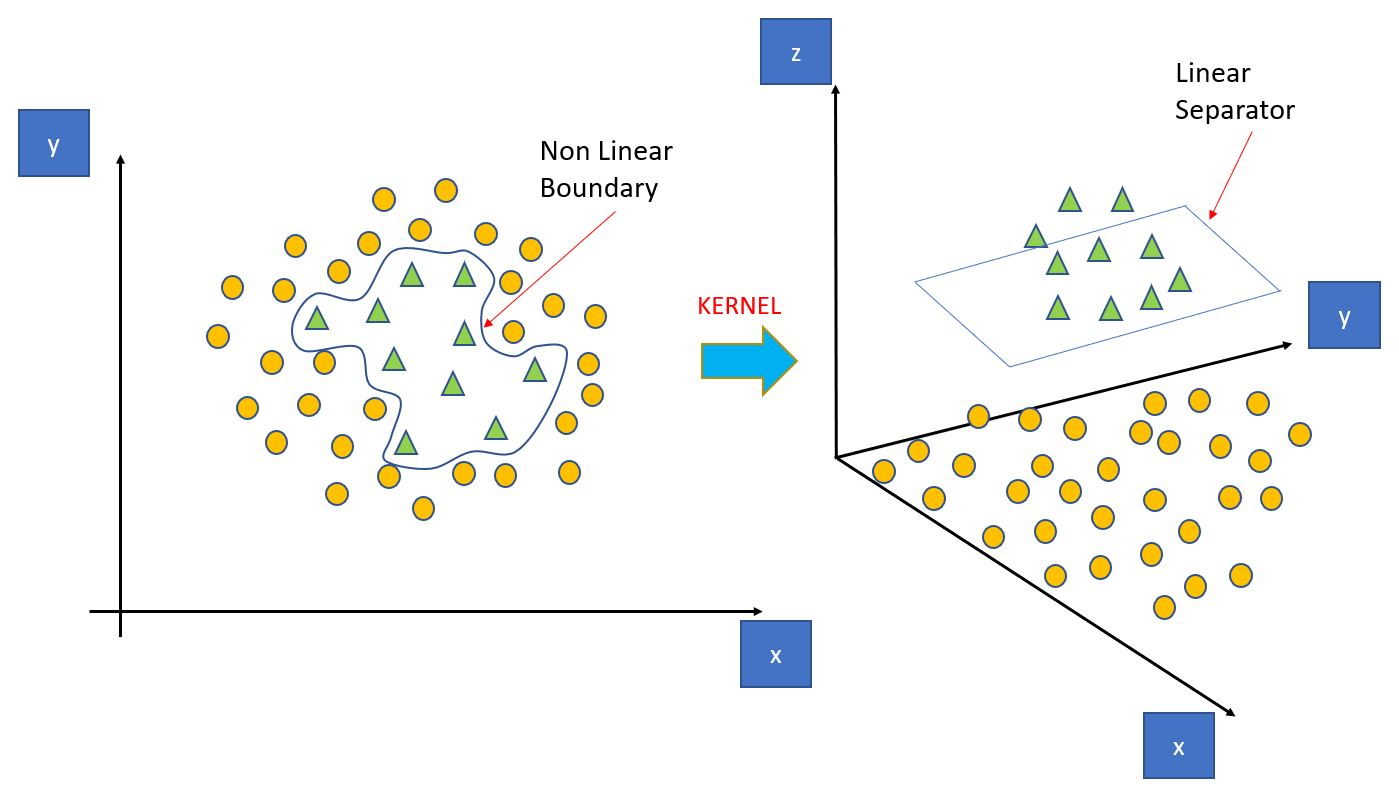 y
Non Linear
Boundary
x
KERNEL
z
Linear
Separator
y
x